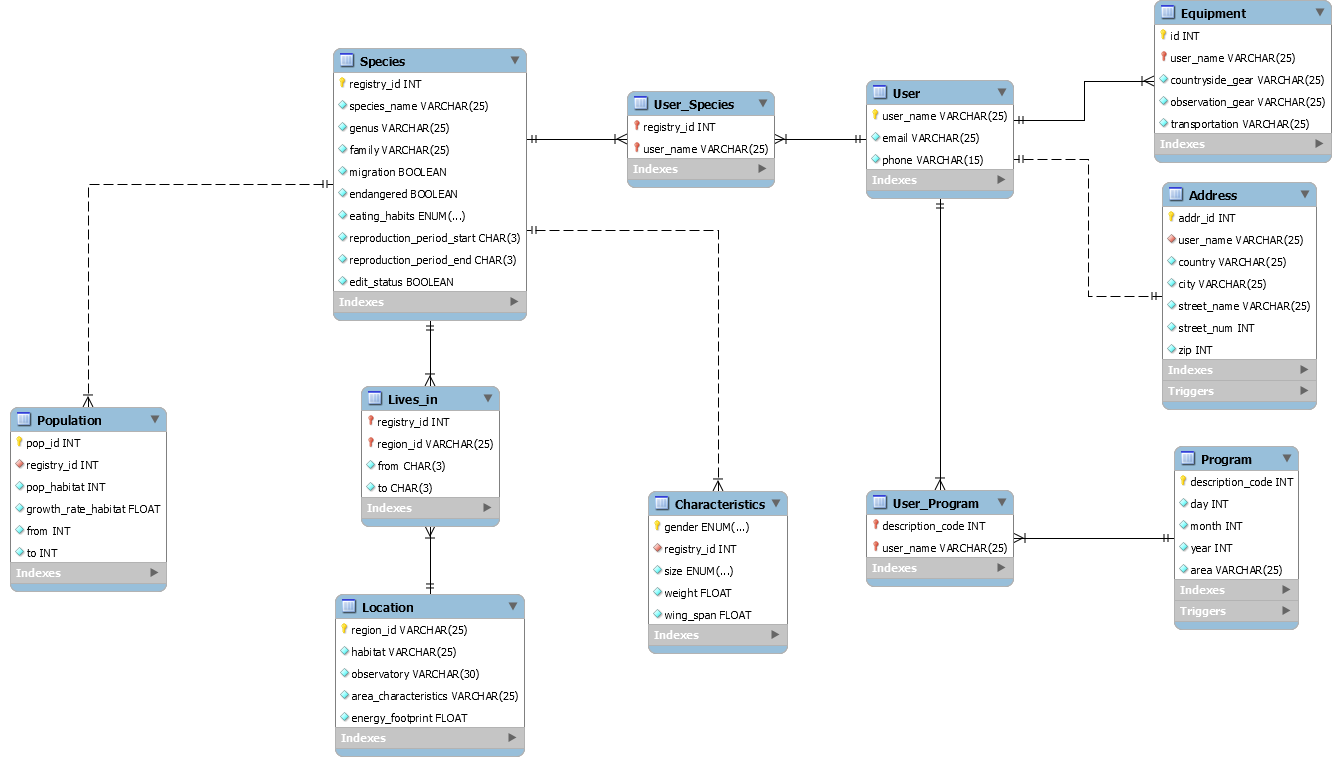 Species
registry_id INT
species_name VARCHAR(25)
genus VARCHAR(25)
family VARCHAR(25)
migration BOOLEAN
endangered BOOLEAN
eating_habits ENUM(...)
reproduction_period_start CHAR(3)
reproduction_period_end CHAR(3)
edit_status BOOLEAN
Indexes
User_Species
registry_id INT
user_name VARCHAR(25)
Indexes
User
user_name VARCHAR(25)
email VARCHAR(25)
phone VARCHAR(15)
Indexes
Equipment
id INT
user_name VARCHAR(25)
countryside_gear VARCHAR(25)
observation_gear VARCHAR(25)
transportation VARCHAR(25)
Indexes
Address
addr_id INT
user_name VARCHAR(25)
country VARCHAR(25)
city VARCHAR(25)
street_name VARCHAR(25)
street_num INT
zip INT
Indexes
Triggers
Population
pop_id INT
registry_id INT
pop_habitat INT
growth_rate_habitat FLOAT
from INT
to INT
Indexes
Lives_in
registry_id INT
region_id VARCHAR(25)
from CHAR(3)
to CHAR(3)
Indexes
Characteristics
gender ENUM(...)
registry_id INT
size ENUM(...)
weight FLOAT
wing_span FLOAT
Indexes
User_Program
description_code INT
user_name VARCHAR(25)
Indexes
Program
description_code INT
day INT
month INT
year INT
area VARCHAR(25)
Indexes
Triggers
Location
region_id VARCHAR(25)
habitat VARCHAR(25)
observatory VARCHAR(30)
area_characteristics VARCHAR(25)
energy_footprint FLOAT
Indexes